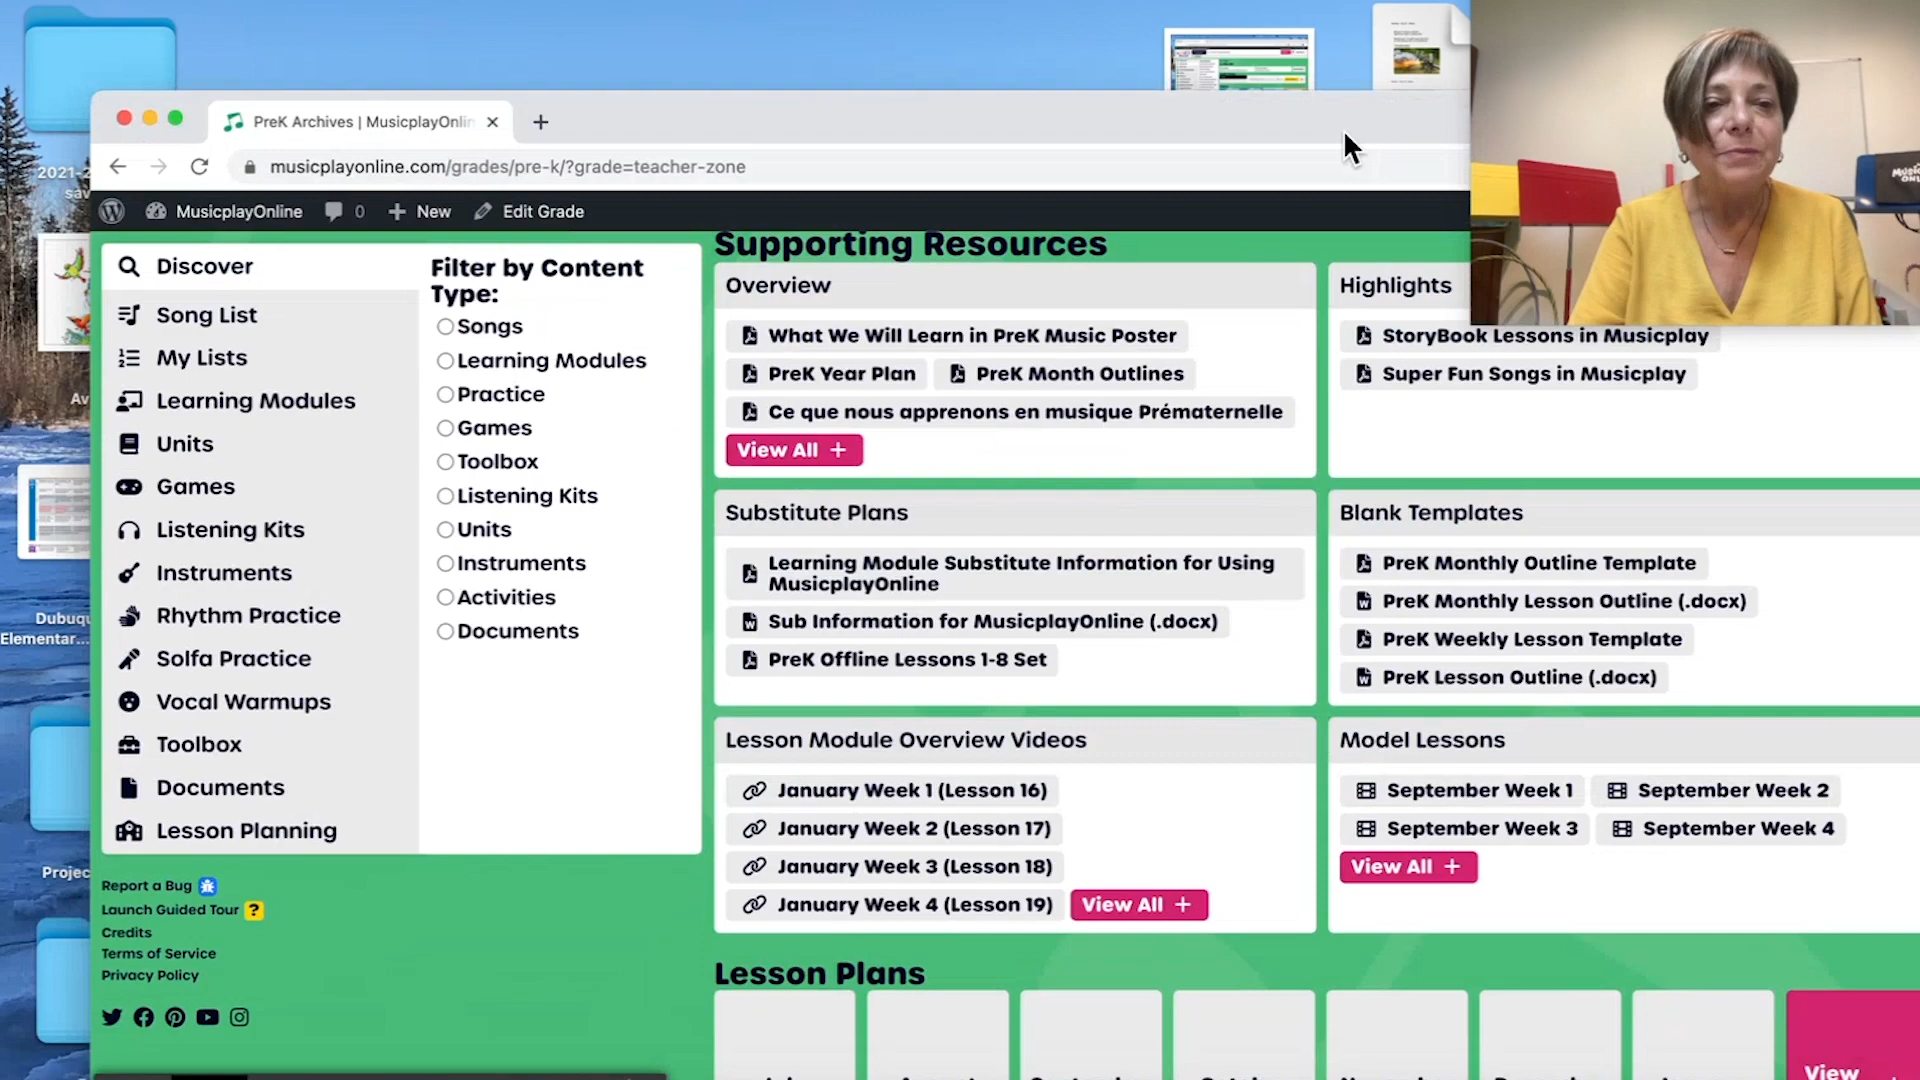 PreK Archives | MusicplayOnlin
musicplayonline.com/grades/pre-k/?grade=teacher-zone
MusicplayOnline 0 New Edit Grade
2021-2
Discover
Song List
My Lists
Learning Modules
Units
Games
Listening Kits
Instruments
Rhythm Practice
Solfa Practice
Vocal Warmups
Toolbox
Documents
Lesson Planning
Report a Bug
Launch Guided Tour ?
Credits
Terms of Service
Privacy Policy
Filter by Content
Type:
Songs
Learning Modules
Practice
Games
Toolbox
Listening Kits
Units
Instruments
Activities
Documents
Supporting Resources
Overview
What We Will Learn in PreK Music Poster
PreK Year Plan PreK Month Outlines
Ce que nous apprenons en musique Prématernelle
View All +
Highlights
StoryBook Lessons in Musicplay
Super Fun Songs in Musicplay
Substitute Plans
Learning Module Substitute Information for Using
MusicplayOnline
Sub Information for MusicplayOnline (.docx)
PreK Offline Lessons 1-8 Set
Blank Templates
PreK Monthly Outline Template
PreK Monthly Lesson Outline (.docx)
PreK Weekly Lesson Template
PreK Lesson Outline (.docx)
Lesson Module Overview Videos
January Week 1 (Lesson 16)
January Week 2 (Lesson 17)
January Week 3 (Lesson 18)
January Week 4 (Lesson 19) View All +
Model Lessons
September Week 1 September Week 2
September Week 3 September Week 4
View All +
Lesson Plans
View
Dubuqu
Elementar...
Projec